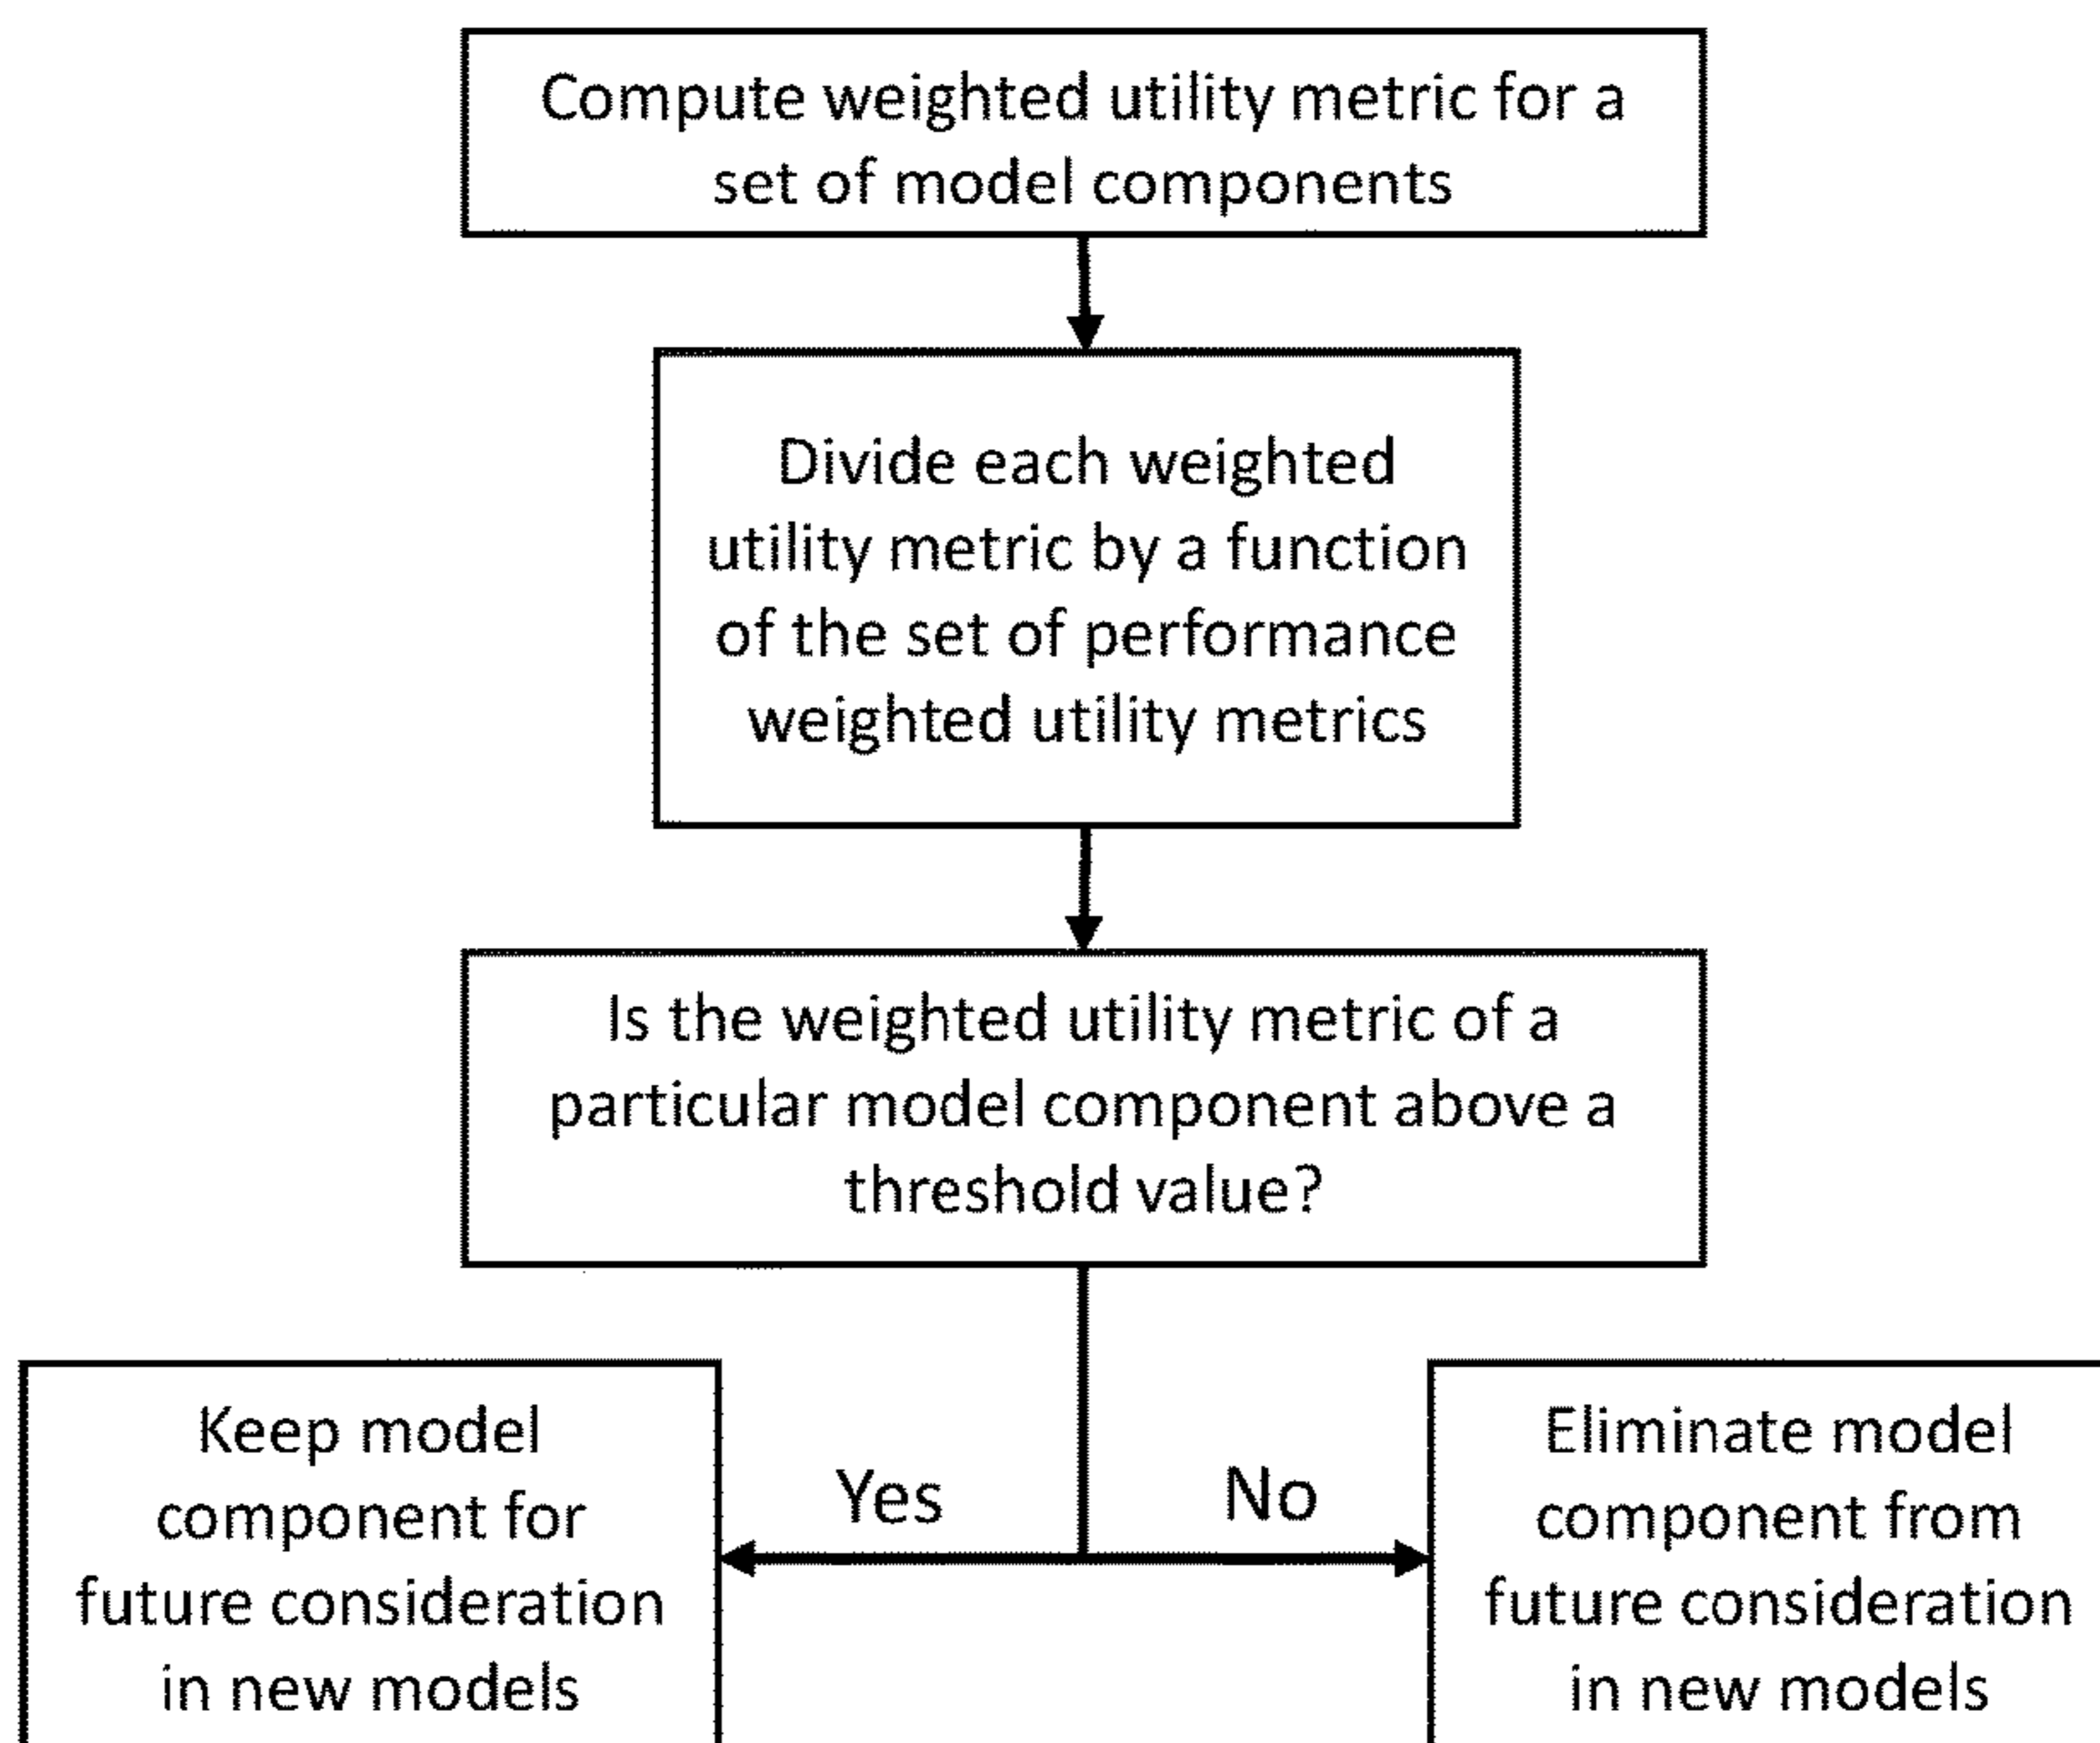 Compute weighted utility metric for a
set of model components
Divide each weighted
utility metric by a function
of the set of performance
weighted utility metrics
Is the weighted utility metric of a
particular model component above a
threshold value?
Yes
No
Keep model
component for
future consideration
in new models
Eliminate model
component from
future consideration
in new models